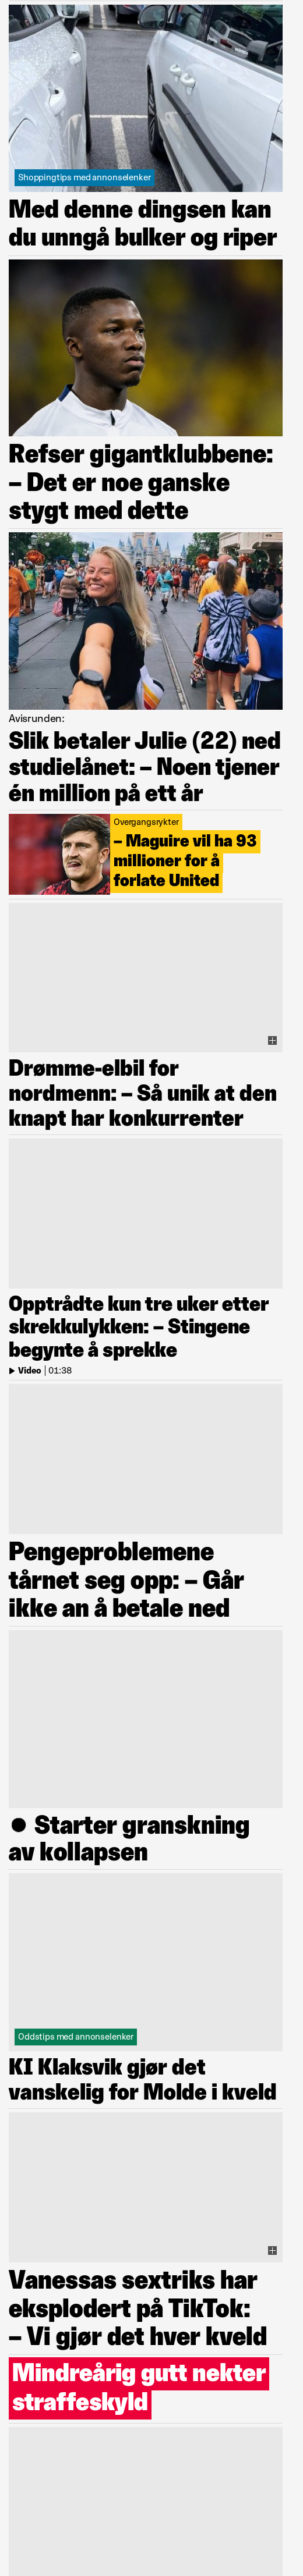 Shoppingtips med annonselenker
Med denne dingsen kan
du unngå bulker og riper
Refser gigantklubbene:
– Det er noe ganske
stygt med dette
Avisrunden:
Slik betaler Julie (22) ned
studielånet: – Noen tjener
én million på ett år
Overgangsrykter
– Maguire vil ha 93
millioner for å
forlate United
Drømme-elbil for
nordmenn: – Så unik at den
knapt har konkurrenter
Opptrådte kun tre uker etter
skrekkulykken: – Stingene
begynte å sprekke
Video | 01:38
Pengeproblemene
tårnet seg opp: – Går
ikke an å betale ned
Starter granskning
av kollapsen
Oddstips med annonselenker
KI Klaksvik gjør det
vanskelig for Molde i kveld
Vanessas sextriks har
eksplodert på TikTok:
– Vi gjør det hver kveld
Mindreårig gutt nekter
straffeskyld